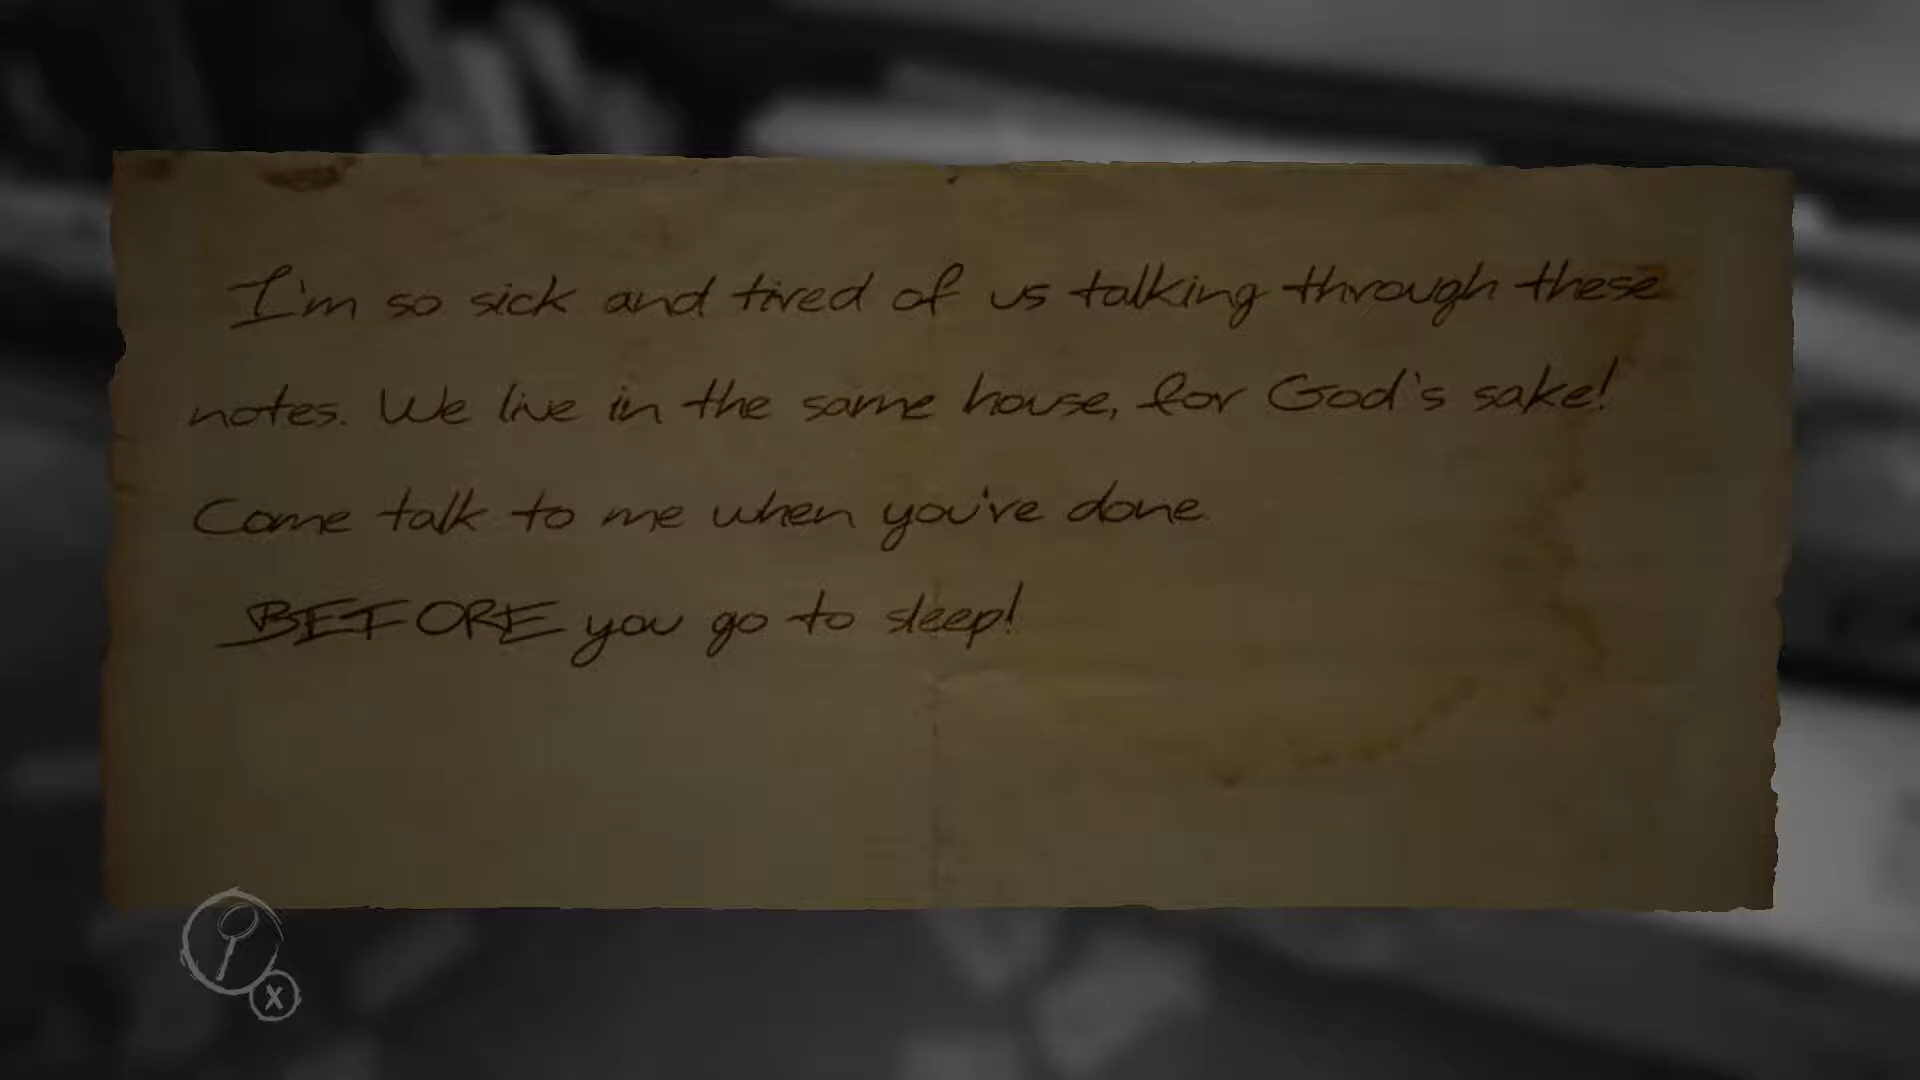 I'm so sick and tired of us talking through these
notes. We live in the same house, for God's sake!
Come talk to me when you've done
BEFORE you go to sleep!
X